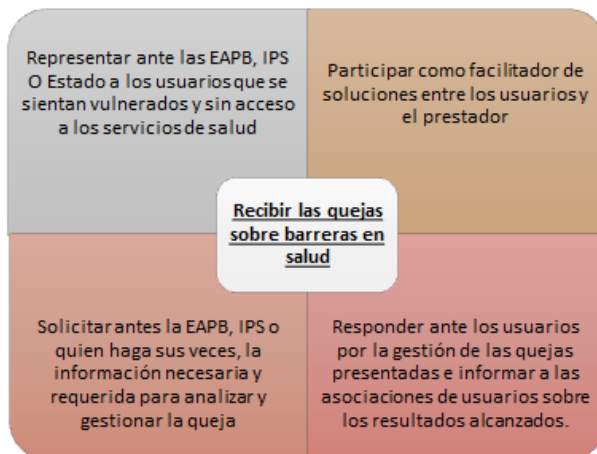 Representar ante las EAPB, IPS
O Estado a los usuarios que se
sientan vulnerados y sin acceso
a los servicios de salud
Participar como facilitador de
soluciones entre los usuarios y
el prestador
Recibir las quejas
sobre barreras en
salud
Solicitar antes la EAPB, IPS o
quien haga sus veces, la
información necesaria y
requerida para analizar y
gestionar la queja
Responder ante los usuarios
por la gestión de las quejas
presentadas e informar a las
asociaciones de usuarios sobre
los resultados alcanzados.